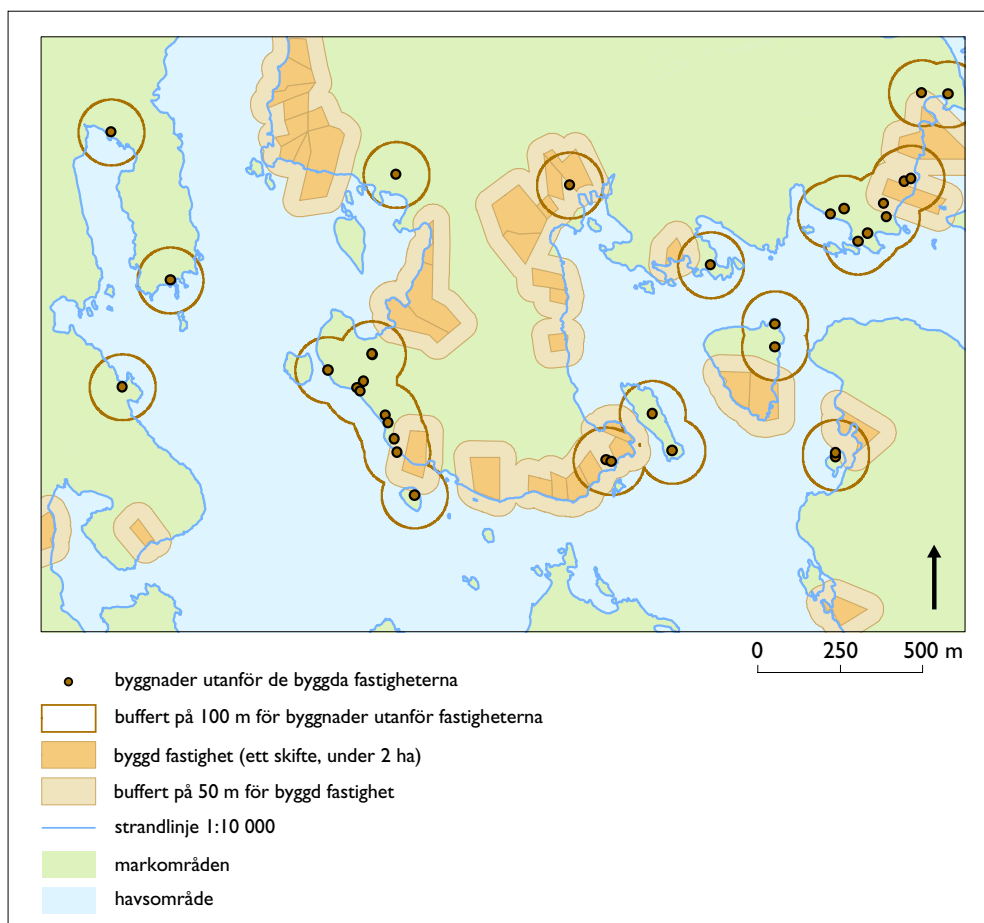 0 250 500 m
byggnader utanför de byggda fastigheterna
buffert på 100 m för byggnader utanför fastigheterna
byggd fastighet (ett skifte, under 2 ha)
buffert på 50 m för byggd fastighet
strandlinje 1:10 000
markområden
havsområde